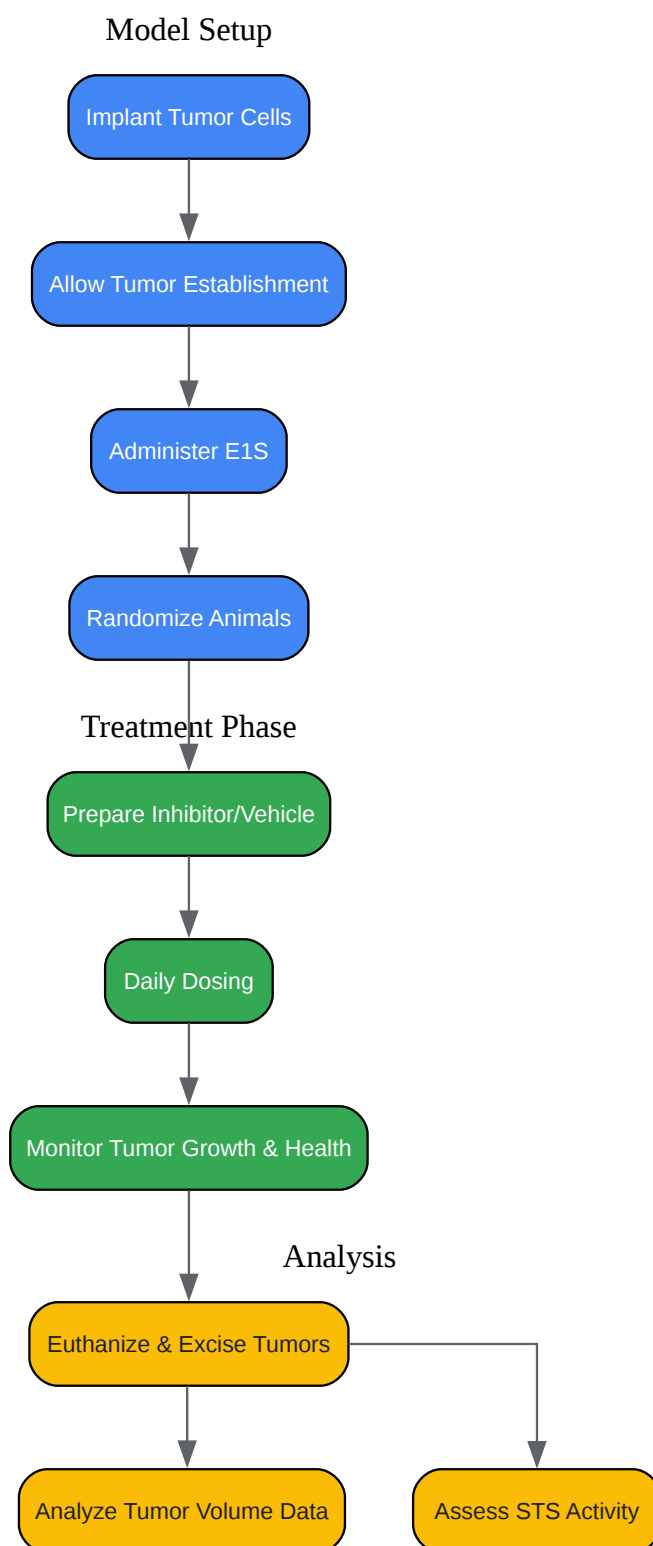 Model Setup
Implant Tumor Cells
Allow Tumor Establishment
Administer E1S
Randomize Animals
Treatment Phase
Prepare Inhibitor/Vehicle
Daily Dosing
Monitor Tumor Growth & Health
Analysis
Euthanize & Excise Tumors
Analyze Tumor Volume Data
Assess STS Activity